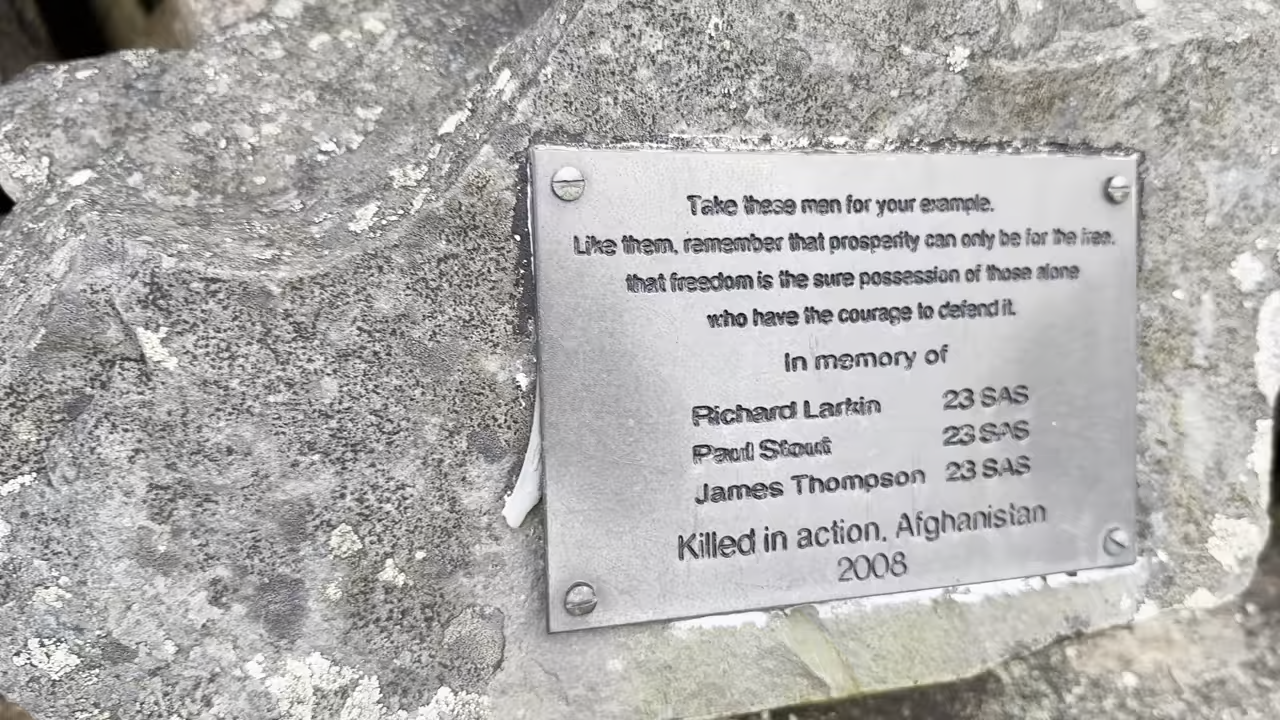 Take these men for your example.
Like them, remember that prosperity can only be for the free.
that freedom is the sure possession of those alone
who have the courage to defend it.
In memory of
Richard Larkin 23 SAS
Paul Stout 23 SAS
James Thompson 23 SAS
Killed in action, Afghanistan
2008